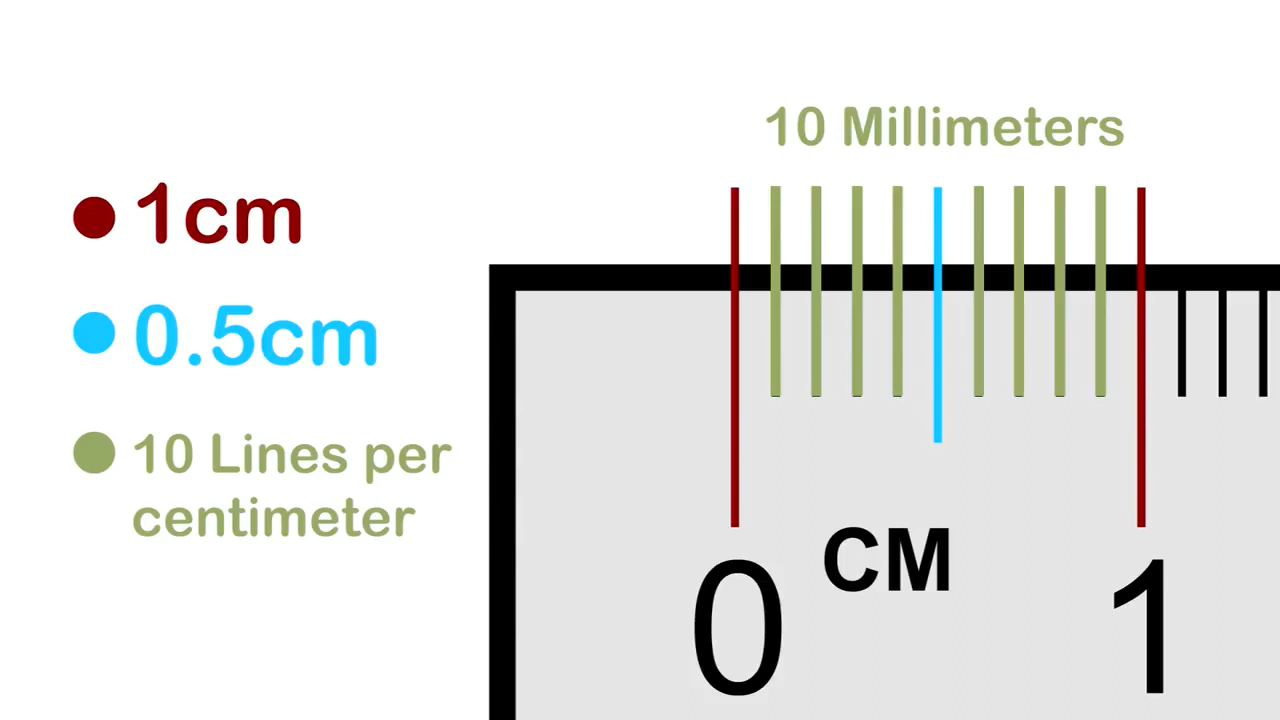 10 Millimeters
1cm
0.5cm
10 Lines per
centimeter
CM
0 1